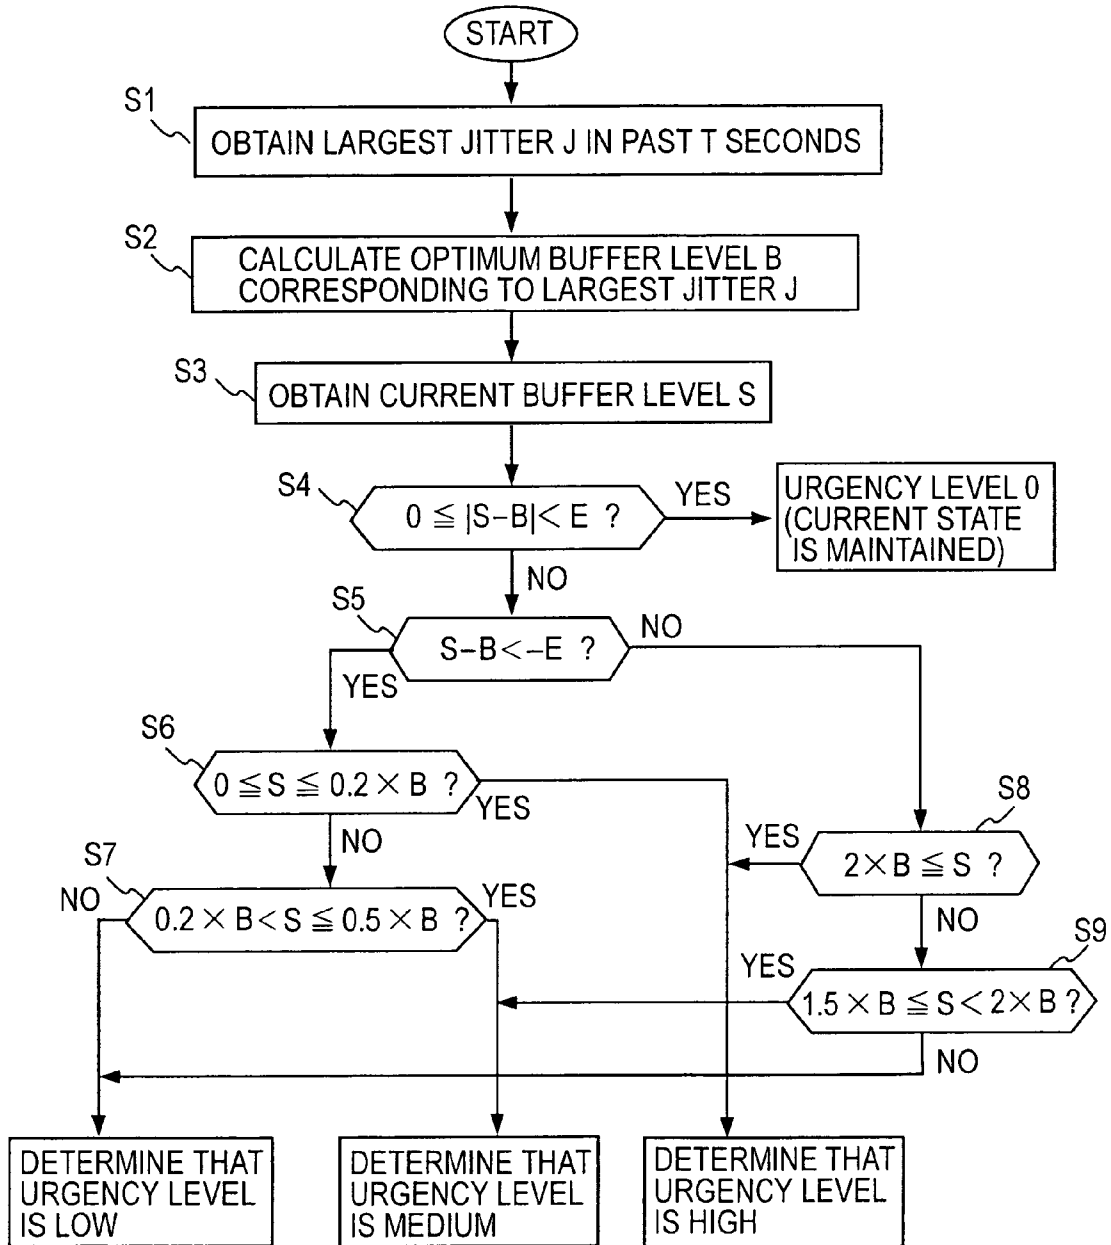 START
S1
OBTAIN LARGEST JITTER J IN PAST T SECONDS
S2
CALCULATE OPTIMUM BUFFER LEVEL B
CORRESPONDING TO LARGEST JITTER J
S3
OBTAIN CURRENT BUFFER LEVEL S
S4
0 ≦ |S−B| < E ?
YES
URGENCY LEVEL 0
(CURRENT STATE
IS MAINTAINED)
NO
S5
S−B < −E ?
NO
YES
S6
0 ≦ S ≦ 0.2 × B ?
YES
NO
S8
YES
2 × B ≦ S ?
NO
S7
NO
0.2 × B < S ≦ 0.5 × B ?
YES
S9
YES
1.5 × B ≦ S < 2 × B ?
NO
DETERMINE THAT
URGENCY LEVEL
IS LOW
DETERMINE THAT
URGENCY LEVEL
IS MEDIUM
DETERMINE THAT
URGENCY LEVEL
IS HIGH